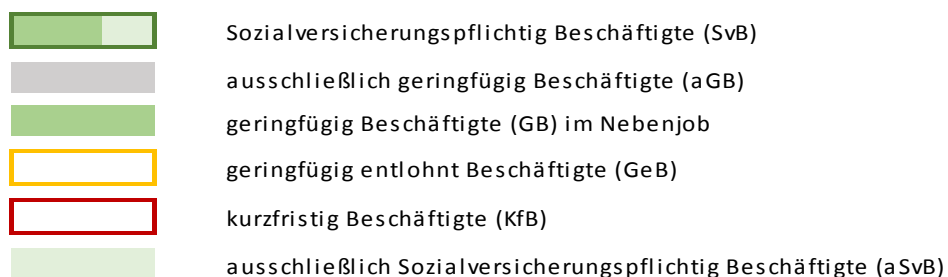 Sozialversicherungspflichtig Beschäftigte (SvB)
ausschließlich geringfügig Beschäftigte (aGB)
geringfügig Beschäftigte (GB) im Nebenjob
geringfügig entlohnt Beschäftigte (GeB)
kurzfristig Beschäftigte (KfB)
ausschließlich Sozialversicherungspflichtig Beschäftigte (aSvB)